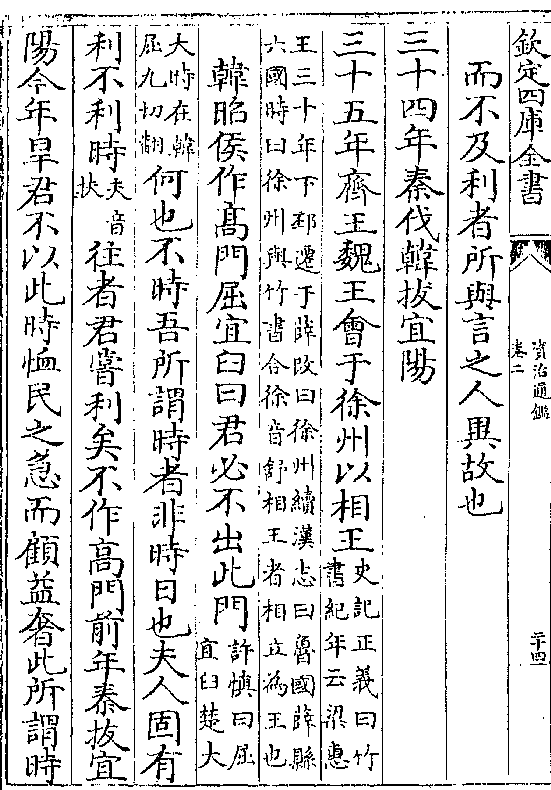 欽定四庫全書
資治通鑑
卷二
二十四
而不及利者所與言之人異故也
三十四年秦伐韓拔宜陽
三十五年齊王魏王會于徐州以相王史記正義曰竹書紀年云梁惠
王三十年下邳遷于薛改曰徐州續漢志曰魯國薛縣六國時曰徐州與竹書合徐音舒相王者相立為王也
韓昭侯作高門屈宜臼曰君必不出此門許慎曰屈宜臼楚大
夫時在韓屈九切翻何也不時吾所謂時者非時日也夫人固有
利不利時夫音扶往者君嘗利矣不作高門前年秦拔宜
陽今年旱君不以此時恤民之急而顧益奢此所謂時